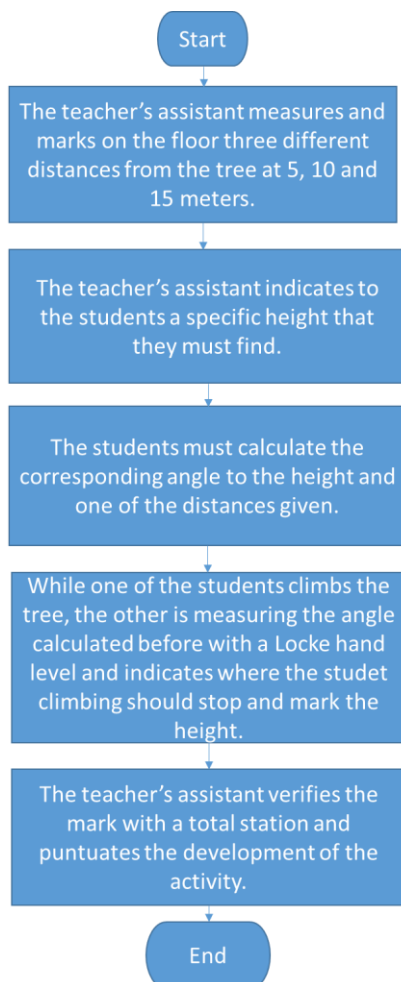 Start
The teacher’s assistant measures and
marks on the floor three different
distances from the tree at 5, 10 and
15 meters.
The teacher’s assistant indicates to
the students a specific height that
they must find.
The students must calculate the
corresponding angle to the height and
one of the distances given.
While one of the students climbs the
tree, the other is measuring the angle
calculated before with a Locke hand
level and indicates where the studet
climbing should stop and mark the
height.
The teacher’s assistant verifies the
mark with a total station and
puntuates the development of the
activity.
End